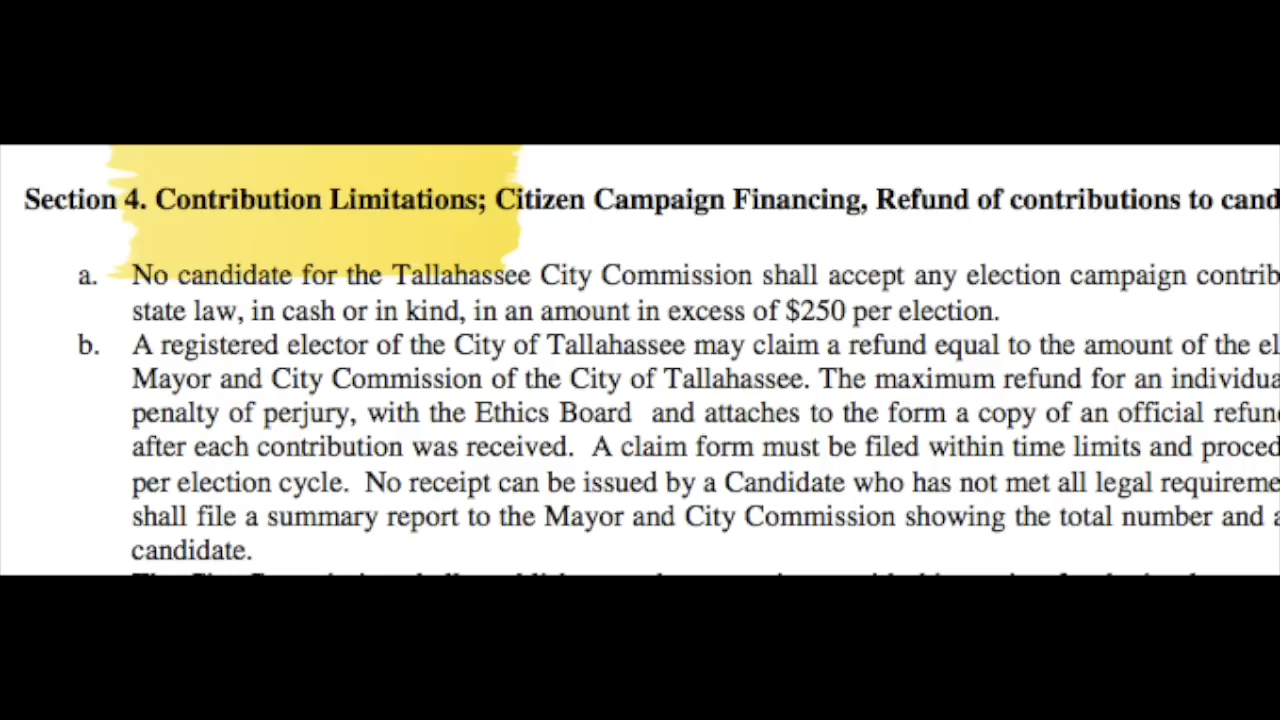 Section 4. Contribution Limitations; Citizen Campaign Financing, Refund of contributions to cand
a. No candidate for the Tallahassee City Commission shall accept any election campaign contrib
state law, in cash or in kind, in an amount in excess of $250 per election.
b. A registered elector of the City of Tallahassee may claim a refund equal to the amount of the el
Mayor and City Commission of the City of Tallahassee. The maximum refund for an individua
penalty of perjury, with the Ethics Board and attaches to the form a copy of an official refun
after each contribution was received. A claim form must be filed within time limits and proced
per election cycle. No receipt can be issued by a Candidate who has not met all legal requireme
shall file a summary report to the Mayor and City Commission showing the total number and a
candidate.